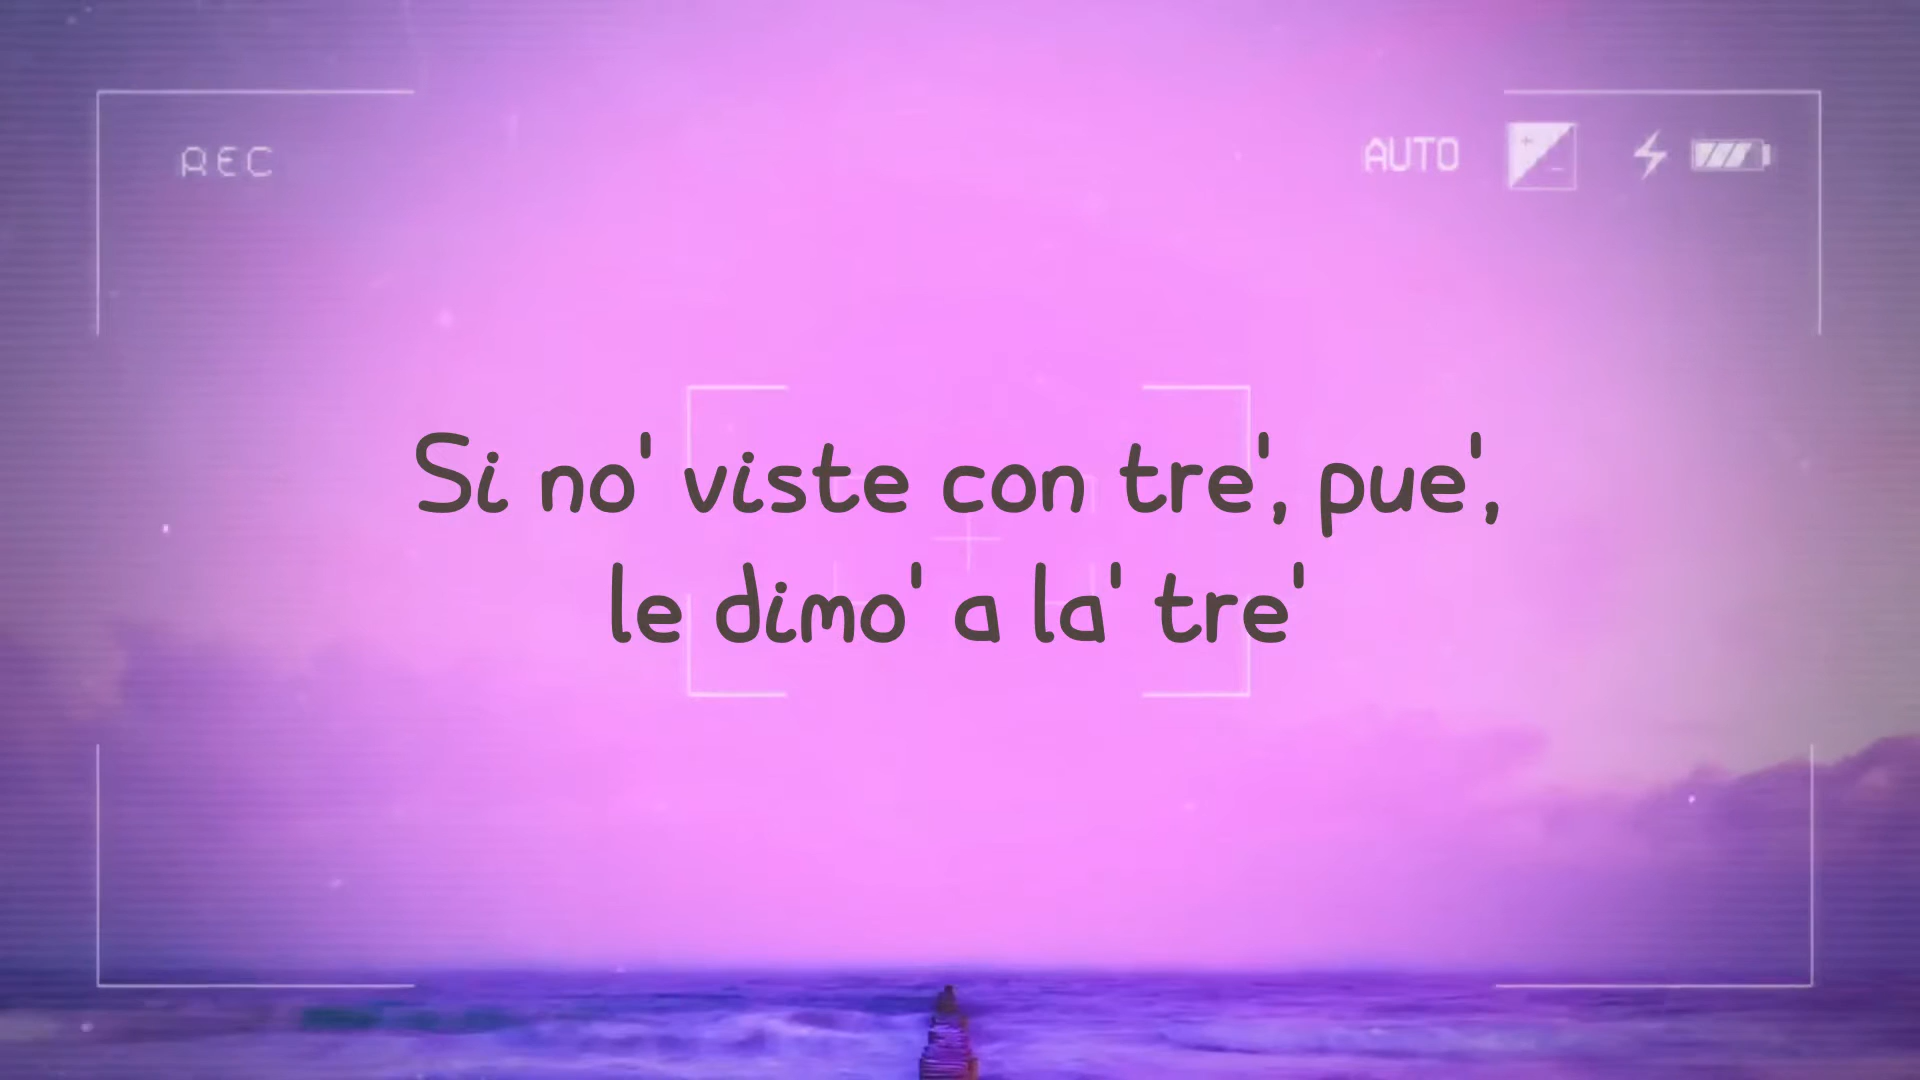 REC
AUTO
Si no' viste con tre', pue',
le dimo' a la' tre'